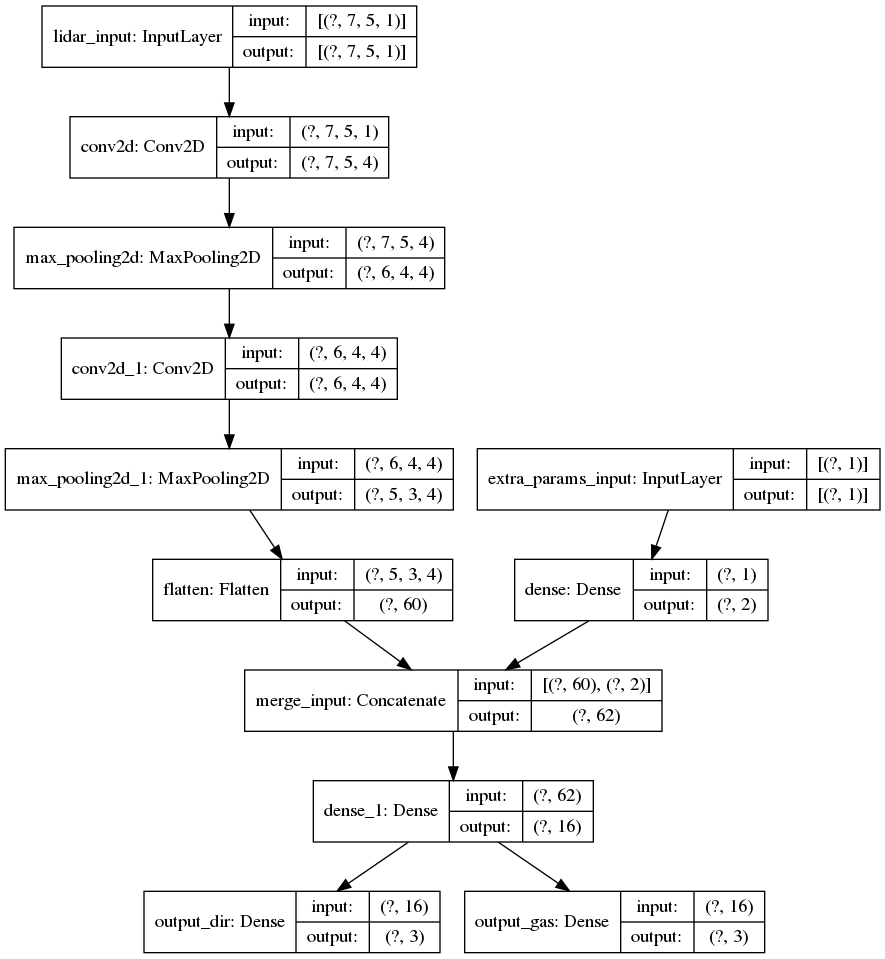 lidar_input: InputLayer
input: [(?, 7, 5, 1)]
output: [(?, 7, 5, 1)]
conv2d: Conv2D
input: (?, 7, 5, 1)
output: (?, 7, 5, 4)
max_pooling2d: MaxPooling2D
input: (?, 7, 5, 4)
output: (?, 6, 4, 4)
conv2d_1: Conv2D
input: (?, 6, 4, 4)
output: (?, 6, 4, 4)
max_pooling2d_1: MaxPooling2D
input: (?, 6, 4, 4)
output: (?, 5, 3, 4)
extra_params_input: InputLayer
input: [(?, 1)]
output: [(?, 1)]
flatten: Flatten
input: (?, 5, 3, 4)
output: (?, 60)
dense: Dense
input: (?, 1)
output: (?, 2)
merge_input: Concatenate
input: [(?, 60), (?, 2)]
output: (?, 62)
dense_1: Dense
input: (?, 62)
output: (?, 16)
output_dir: Dense
input: (?, 16)
output: (?, 3)
output_gas: Dense
input: (?, 16)
output: (?, 3)